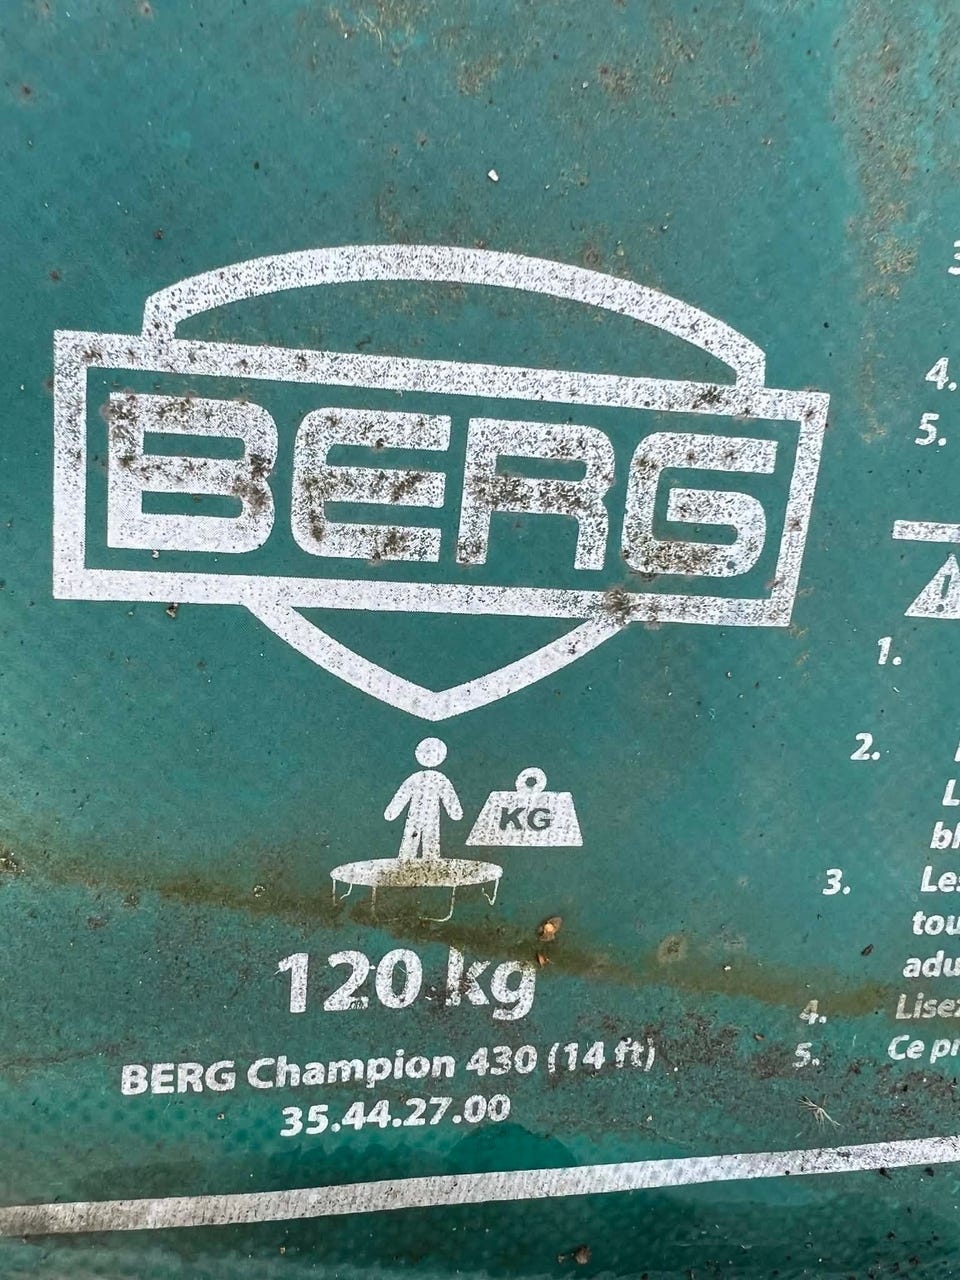 BERG
KG
120 kg
BERG Champion 430 (14 ft)
35.44.27.00
4.
5.
1.
2.
3.
4. Lisez
5. Ce